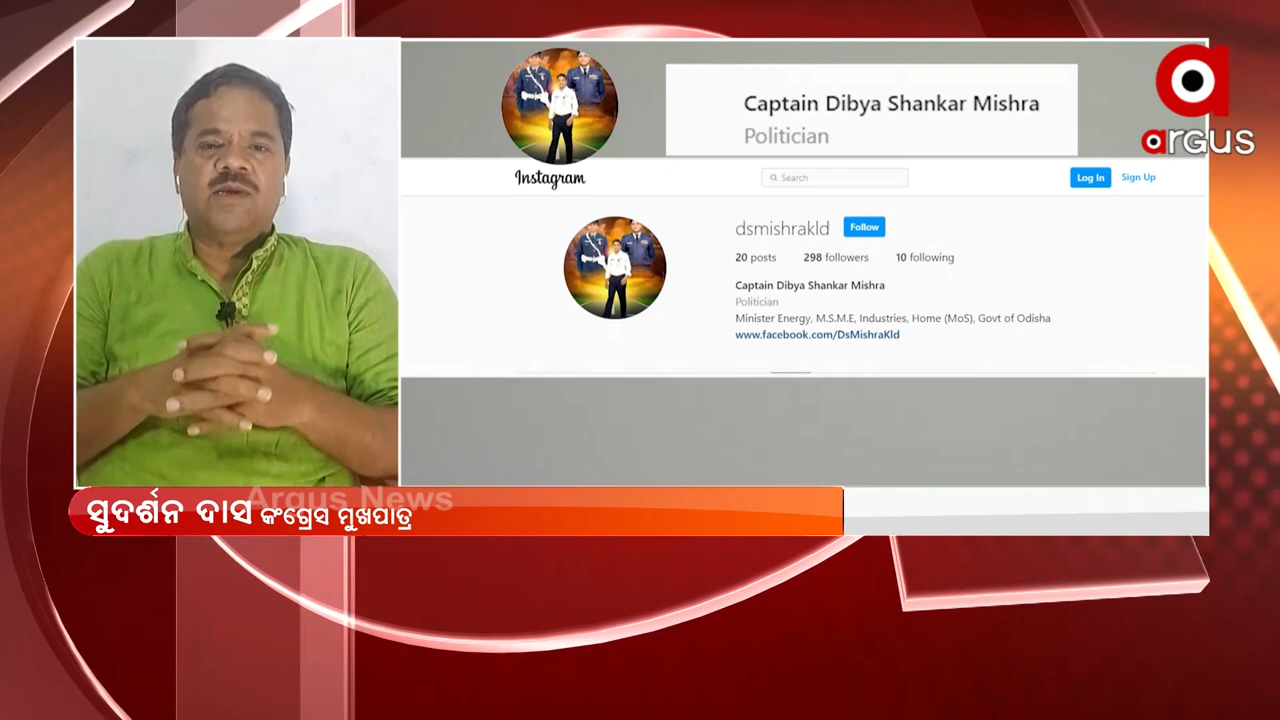 Captain Dibya Shankar Mishra
Politician
argus
Instagram
Search
Log In
Sign Up
dsmishrakld
Follow
20 posts 298 followers 10 following
Captain Dibya Shankar Mishra
Politician
Minister Energy, M.S.M.E, Industries, Home (MoS), Govt of Odisha
www.facebook.com/DsMishraKld
Argus News
ସୁଦର୍ଶନ ଦାସ କଂଗ୍ରେସ ମୁଖପାତ୍ର